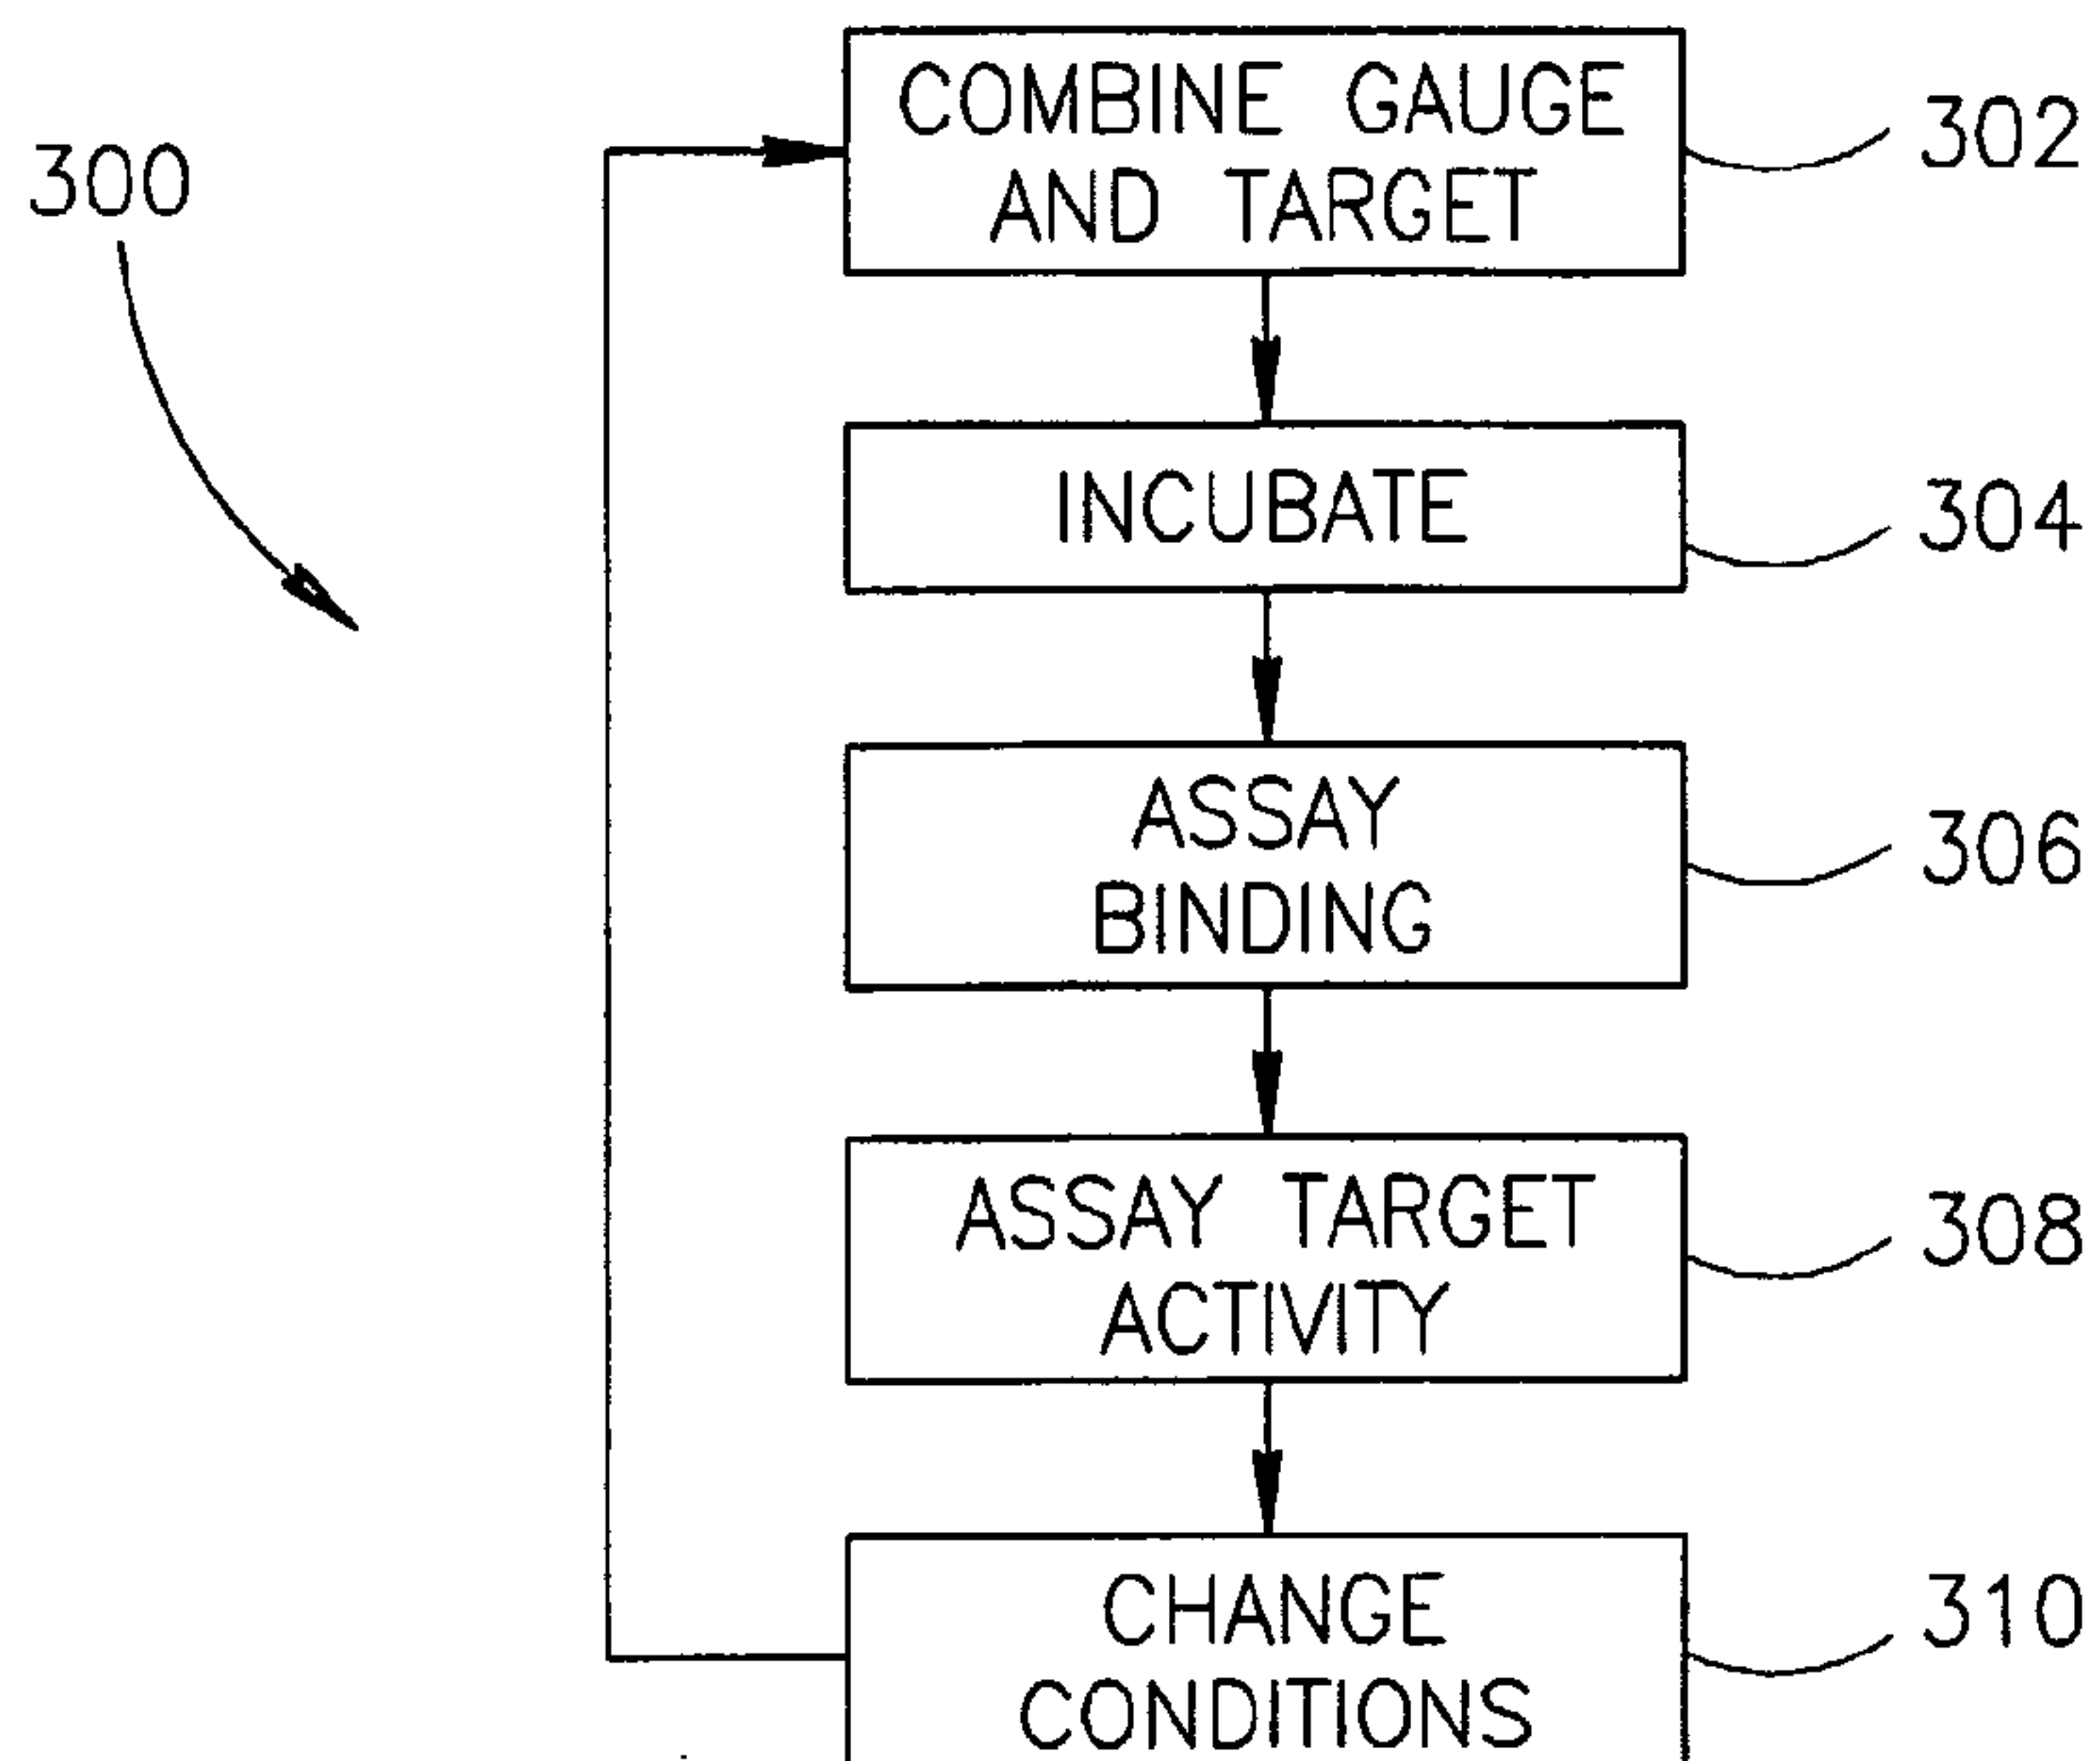 300
COMBINE GAUGE
AND TARGET
302
INCUBATE
304
ASSAY
BINDING
306
ASSAY TARGET
ACTIVITY
308
CHANGE
CONDITIONS
310